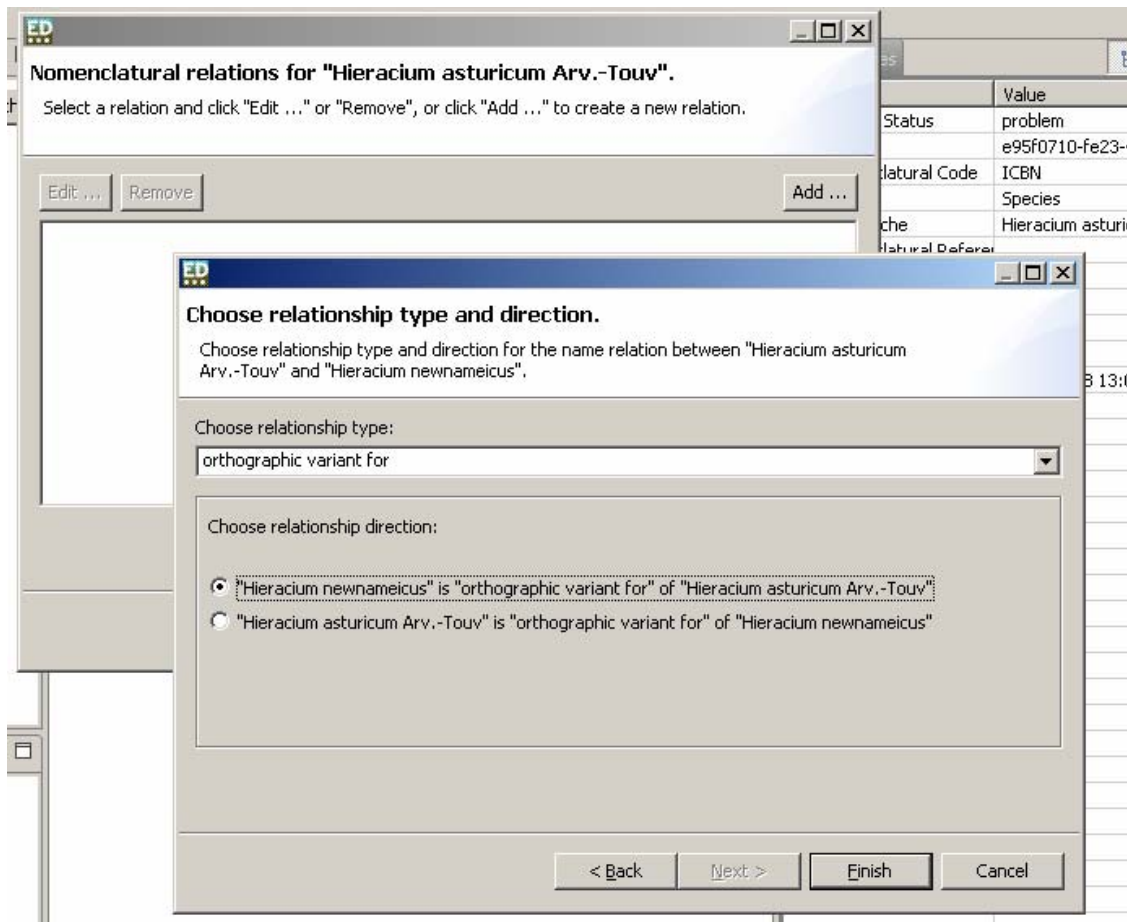 ED
Nomenclatural relations for "Hieracium asturicum Arv.-Touv".
Select a relation and click "Edit ..." or "Remove", or click "Add ..." to create a new relation.
Edit ...
Remove
Add ...
Value
Status
problem
e95f0710-fe23-
ICBN
Species
ED
Choose relationship type and direction.
Choose relationship type and direction for the name relation between "Hieracium asturicum
Arv.-Touv" and "Hieracium newnameicus".
Choose relationship type:
orthographic variant for
Choose relationship direction:
"Hieracium newnameicus" is "orthographic variant for" of "Hieracium asturicum Arv.-Touv"
"Hieracium asturicum Arv.-Touv" is "orthographic variant for" of "Hieracium newnameicus"
< Back
Next >
Finish
Cancel